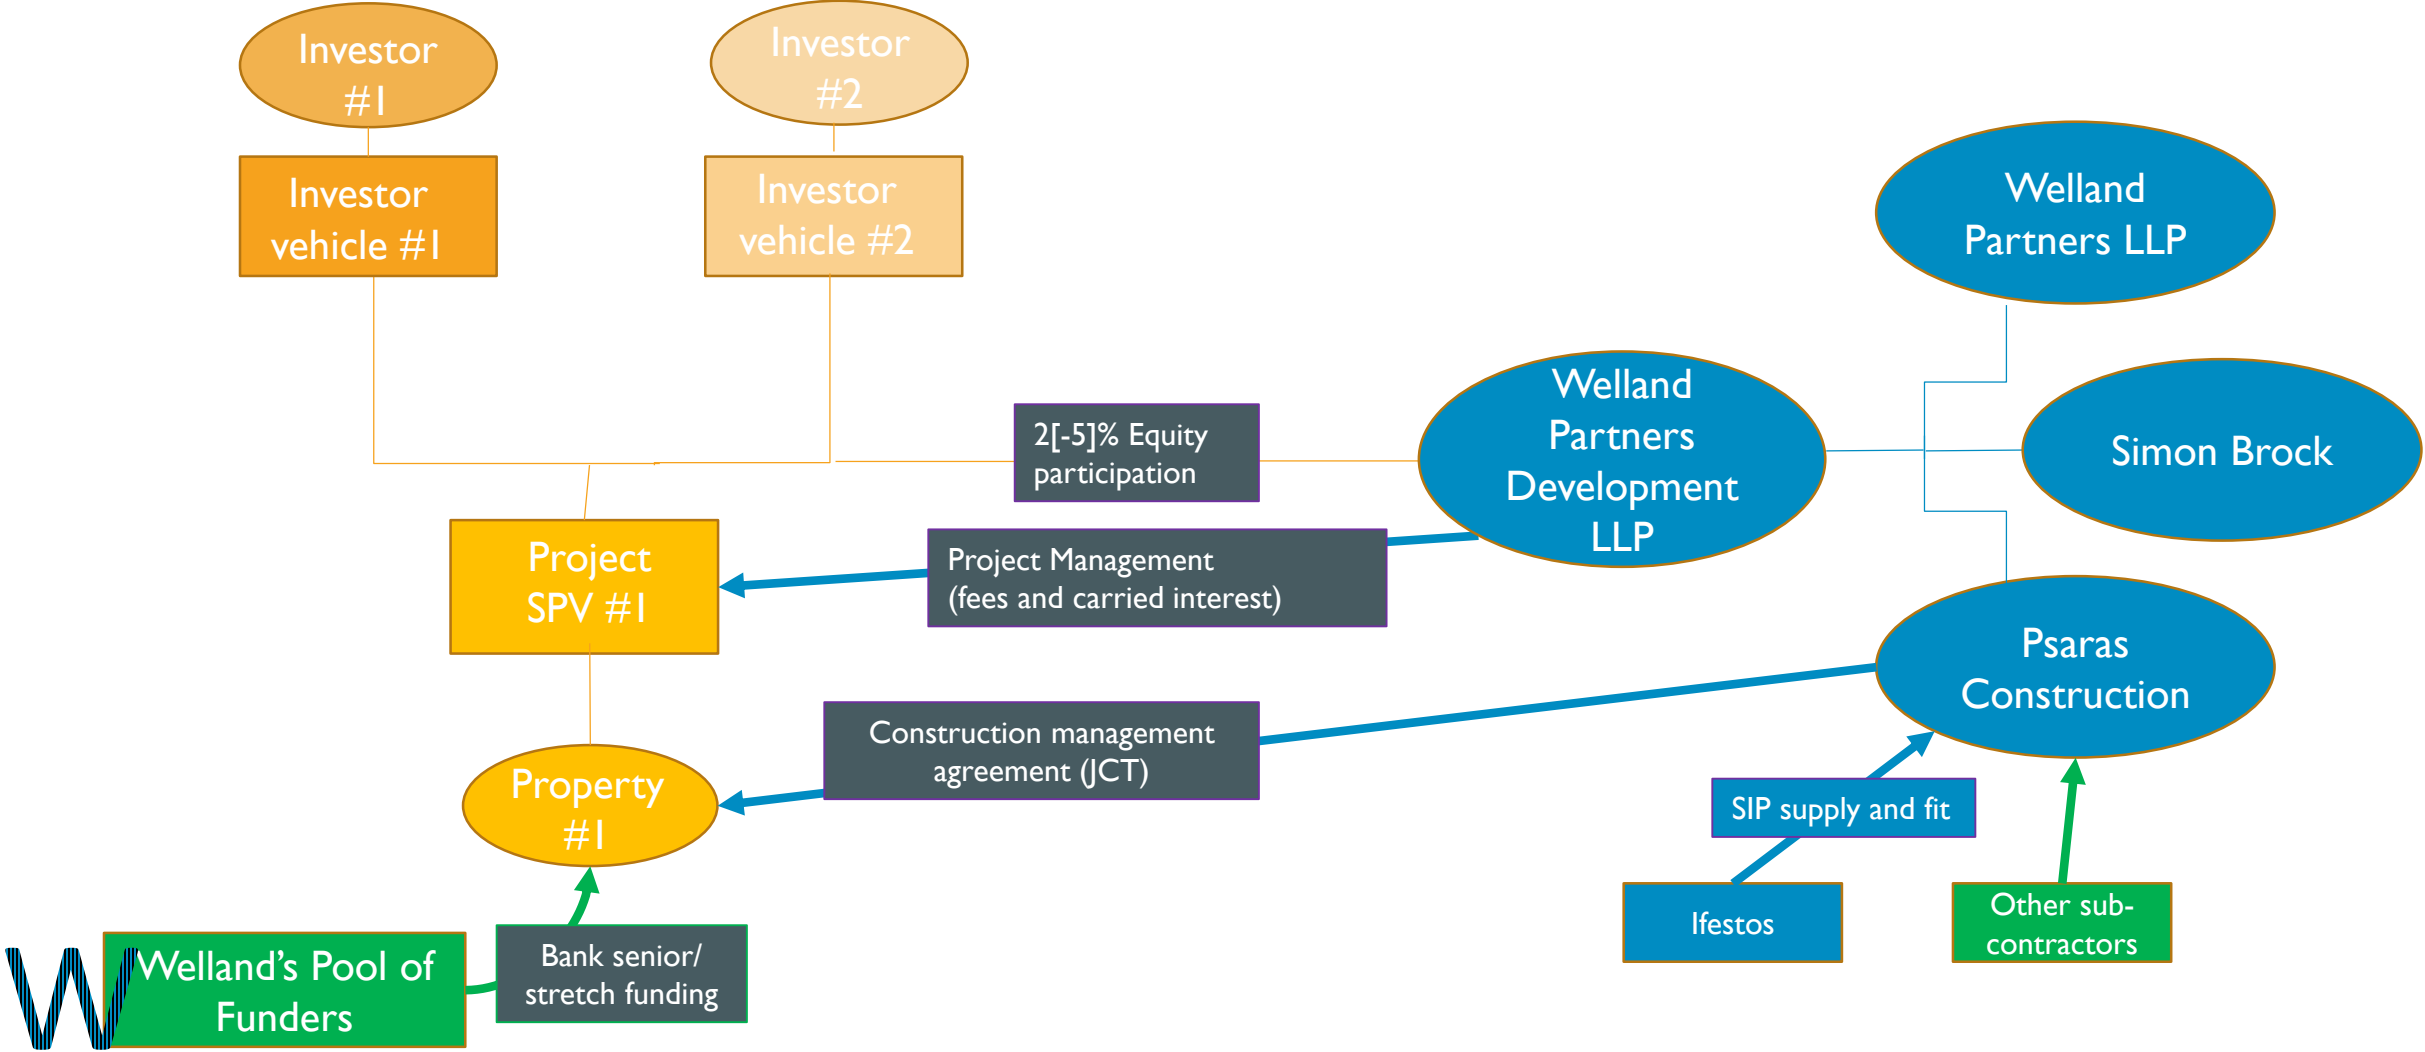 Investor
#1
Investor
#2
Investor
vehicle #1
Investor
vehicle #2
Welland
Partners LLP
2[-5]% Equity
participation
Welland
Partners
Development
LLP
Simon Brock
Project
SPV #1
Project Management
(fees and carried interest)
Psaras
Construction
Construction management
agreement (JCT)
Property
#1
SIP supply and fit
Ifestos
Other sub-
contractors
Bank senior/
stretch funding
W
Welland's Pool of
Funders